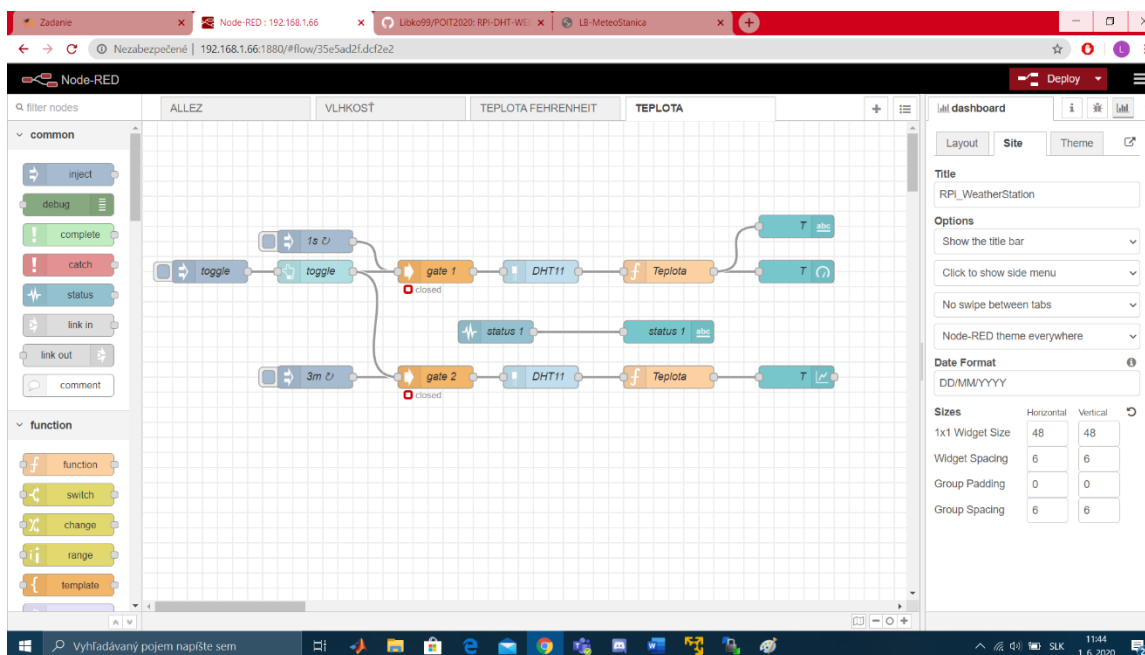 Zadanie
Node-RED : 192.168.1.66
Libko99/POIT2020: RPI-DHT-WE
LB-MeteoStanica
Nezabezpečené | 192.168.1.66:1880/#flow/35e5ad2f.dcf2e2
L
Node-RED
Deploy
filter nodes
ALLEZ
VLHKOSŤ
TEPLOTA FEHRENHEIT
TEPLOTA
dashboard
i
common
inject
debug
complete
catch
status
link in
link out
comment
function
function
switch
change
range
template
1s ↻
toggle
toggle
gate 1
closed
DHT11
Teplota
T abc
T
status 1
status 1 abc
3m ↻
gate 2
closed
DHT11
Teplota
T
Layout
Site
Theme
Title
RPi_WeatherStation
Options
Show the title bar
Click to show side menu
No swipe between tabs
Node-RED theme everywhere
Date Format
DD/MM/YYYY
Sizes Horizontal Vertical
1x1 Widget Size 48 48
Widget Spacing 6 6
Group Padding 0 0
Group Spacing 6 6
Vyhľadávaný pojem napíšte sem
SLK
11:44
1. 6. 2020